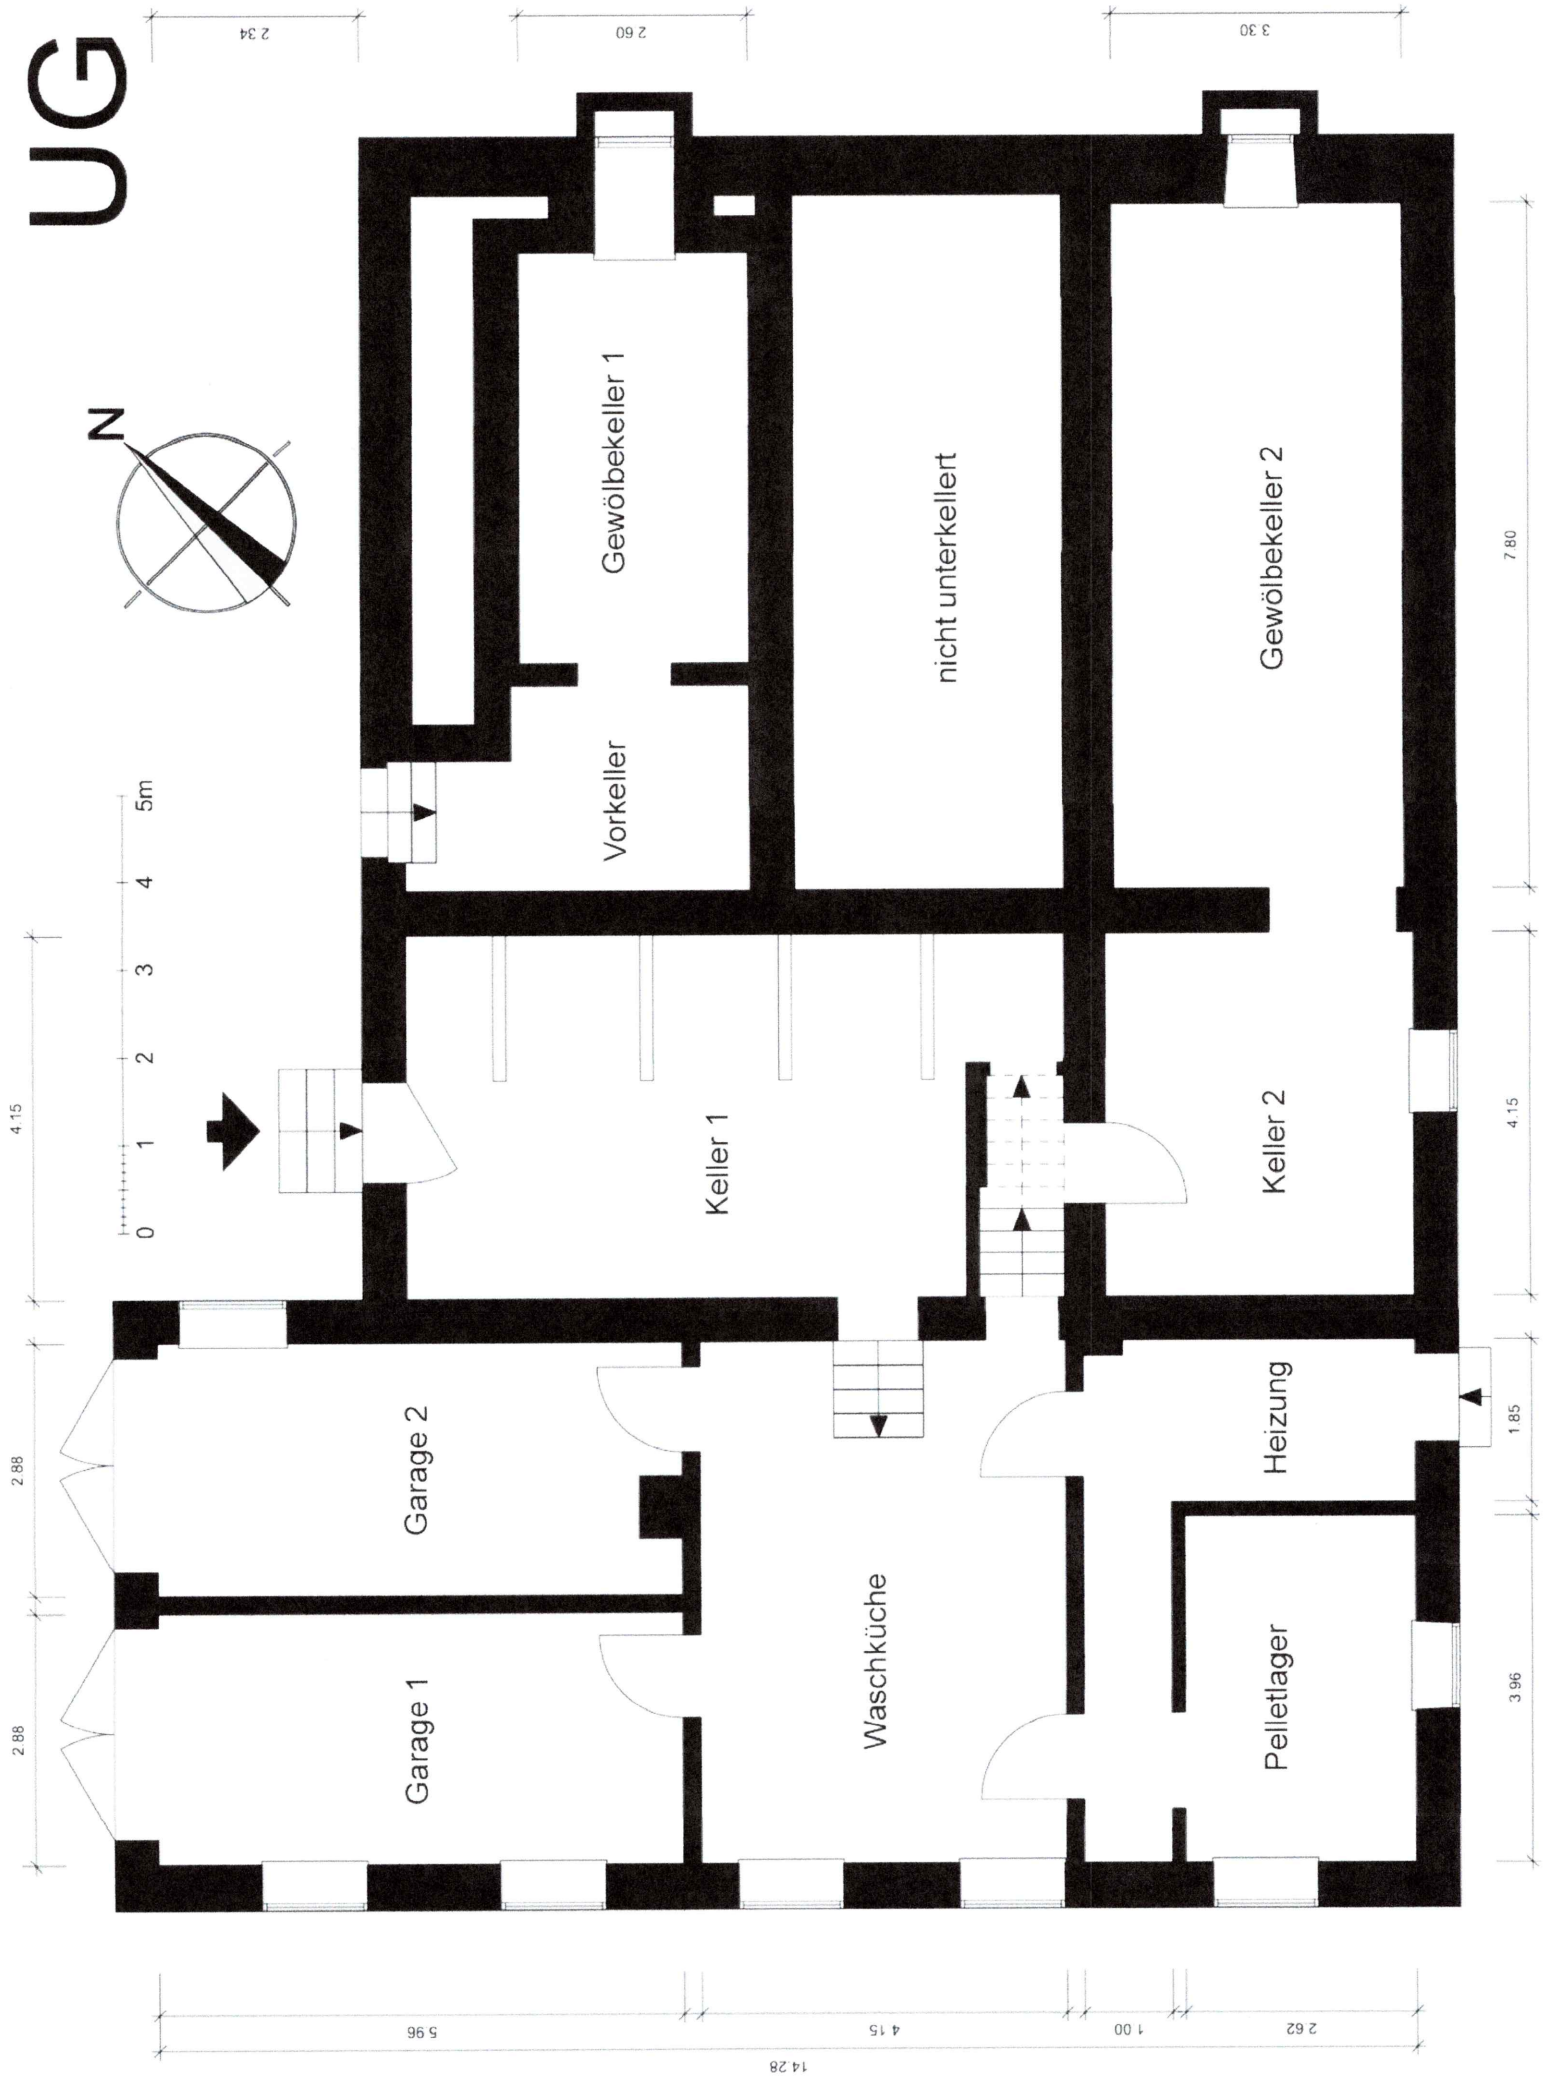 UG
N
0 1 2 3 4 5m
2.34
2.60
3.30
4.15
2.88
2.88
Gewölbekeller 1
Vorkeller
nicht unterkellert
Gewölbekeller 2
Keller 1
Keller 2
Garage 2
Garage 1
Waschküche
Heizung
Pelletlager
7.80
4.15
1.85
3.96
5.96
4.15
1.00
2.62
14.28